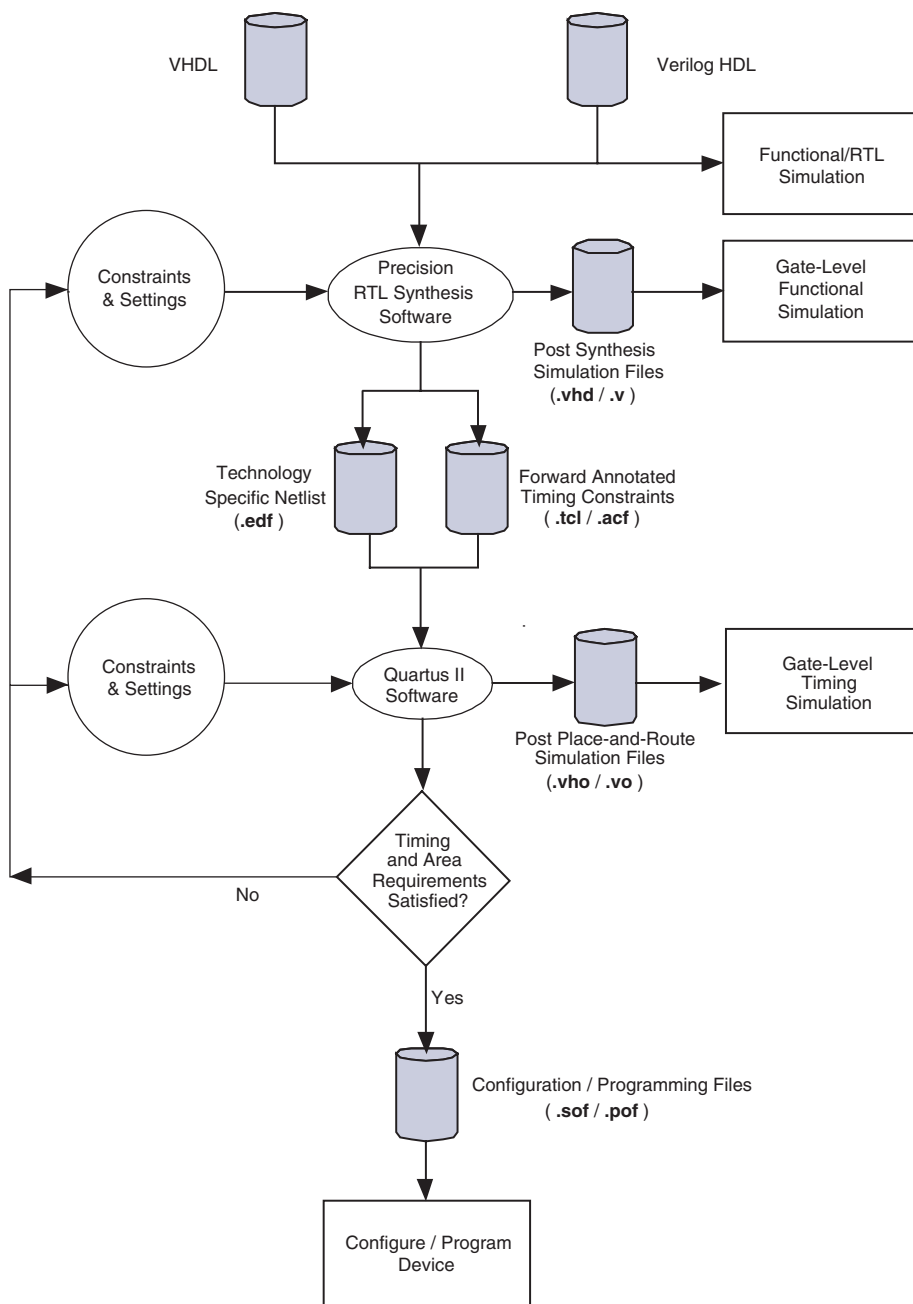 VHDL
Verilog HDL
Functional/RTL
Simulation
Constraints
& Settings
Precision
RTL Synthesis
Software
Gate-Level
Functional
Simulation
Post Synthesis
Simulation Files
(.vhd / .v )
Technology
Specific Netlist
(.edf )
Forward Annotated
Timing Constraints
( .tcl / .acf )
Constraints
& Settings
Quartus II
Software
Gate-Level
Timing
Simulation
Post Place-and-Route
Simulation Files
(.vho / .vo )
Timing
and Area
Requirements
Satisfied?
No
Yes
Configuration / Programming Files
( .sof / .pof )
Configure / Program
Device